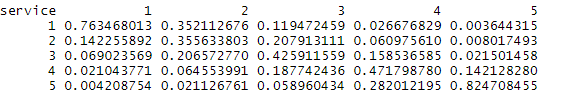 service 1 2 3 4 5
1 0.763468013 0.352112676 0.119472459 0.026676829 0.003644315
2 0.142255892 0.355633803 0.207913111 0.060975610 0.008017493
3 0.069023569 0.206572770 0.425911559 0.158536585 0.021501458
4 0.021043771 0.064553991 0.187742436 0.471798780 0.142128280
5 0.004208754 0.021126761 0.058960434 0.282012195 0.824708455